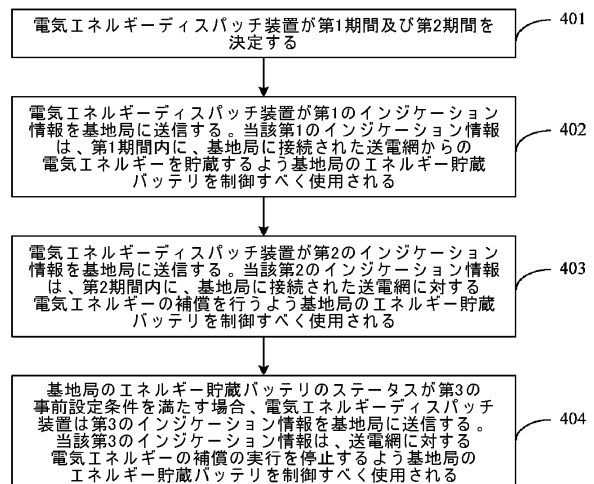 電気エネルギーディスパッチ装置が第1期間及び第2期間を
決定する
401
電気エネルギーディスパッチ装置が第1のインジケーション
情報を基地局に送信する。当該第1のインジケーション情報
は、第1期間内に、基地局に接続された送電網からの
電気エネルギーを貯蔵するよう基地局のエネルギー貯蔵
バッテリを制御すべく使用される
402
電気エネルギーディスパッチ装置が第2のインジケーション
情報を基地局に送信する。当該第2のインジケーション情報
は、第2期間内に、基地局に接続された送電網に対する
電気エネルギーの補償を行うよう基地局のエネルギー貯蔵
バッテリを制御すべく使用される
403
基地局のエネルギー貯蔵バッテリのステータスが第3の
事前設定条件を満たす場合、電気エネルギーディスパッチ
装置は第3のインジケーション情報を基地局に送信する。
当該第3のインジケーション情報は、送電網に対する
電気エネルギーの補償の実行を停止するよう基地局の
エネルギー貯蔵バッテリを制御すべく使用される
404